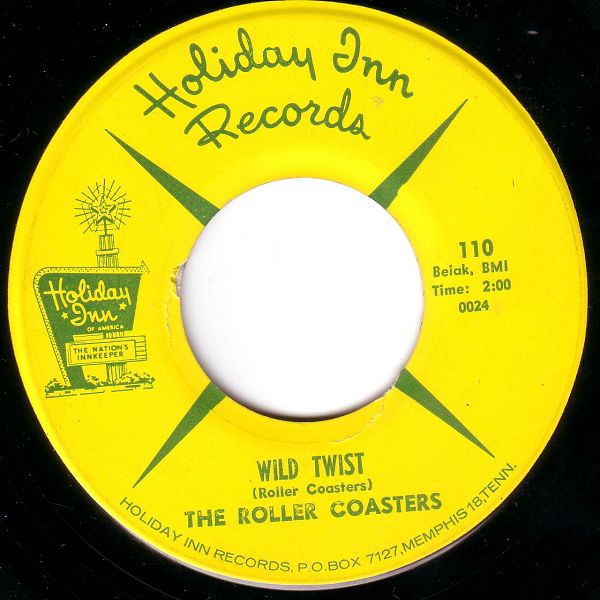 Holiday Inn
Records
Holiday
Inn
OF AMERICA
THE NATION'S
INNKEEPER
110
Beiak, BMI
Time: 2:00
0024
WILD TWIST
(Roller Coasters)
THE ROLLER COASTERS
HOLIDAY INN RECORDS, P.O.BOX 7127, MEMPHIS 18, TENN.